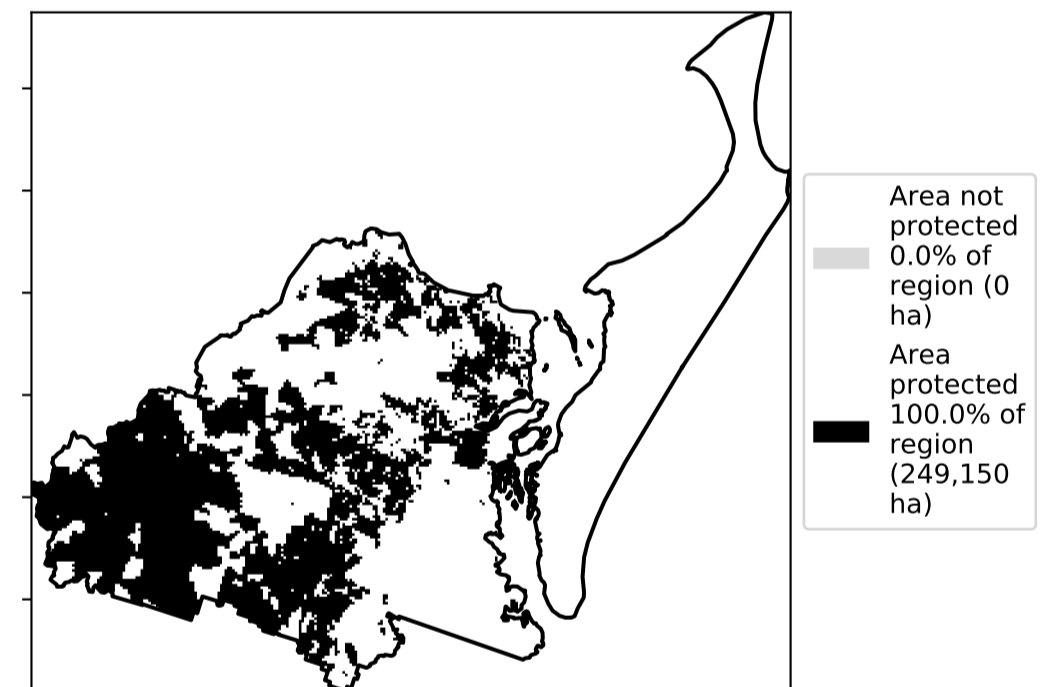 Area not
protected
0.0% of
region (0
ha)
Area
protected
100.0% of
region
(249,150
ha)